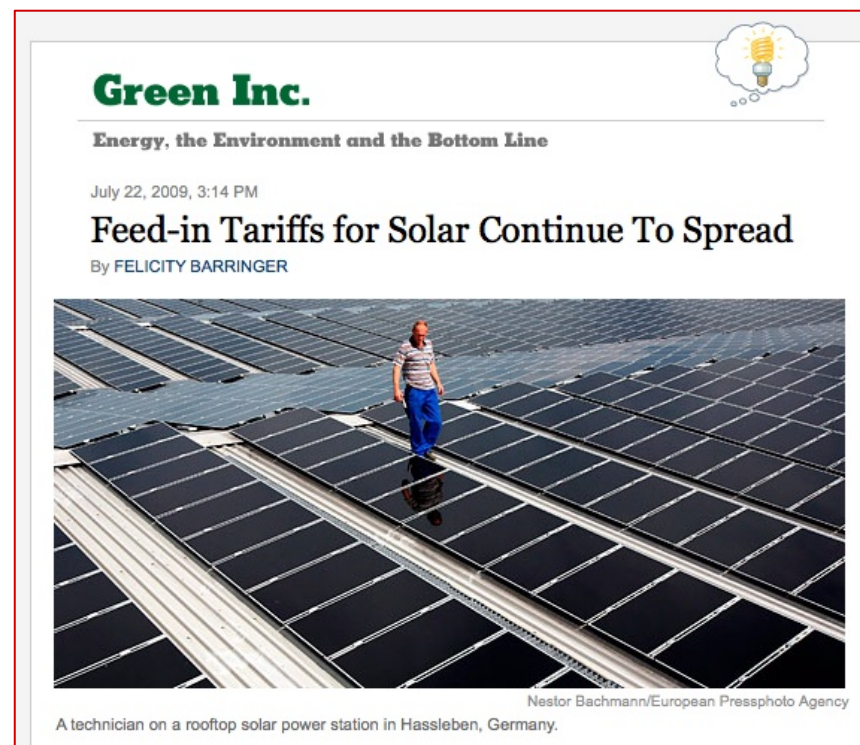 Green Inc.
Energy, the Environment and the Bottom Line
July 22, 2009, 3:14 PM
Feed-in Tariffs for Solar Continue To Spread
By FELICITY BARRINGER
Nestor Bachmann/European Pressphoto Agency
A technician on a rooftop solar power station in Hassleben, Germany.